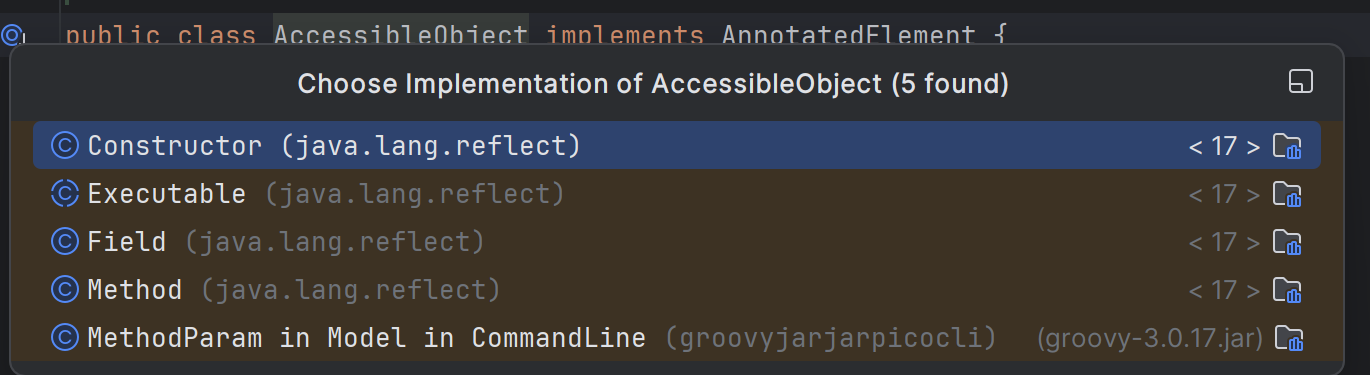 public class AccessibleObject implements AnnotatedElement {
Choose Implementation of AccessibleObject (5 found)
Constructor (java.lang.reflect) < 17 >
Executable (java.lang.reflect) < 17 >
Field (java.lang.reflect) < 17 >
Method (java.lang.reflect) < 17 >
MethodParam in Model in CommandLine (groovyjarjarpicocli) (groovy-3.0.17.jar)